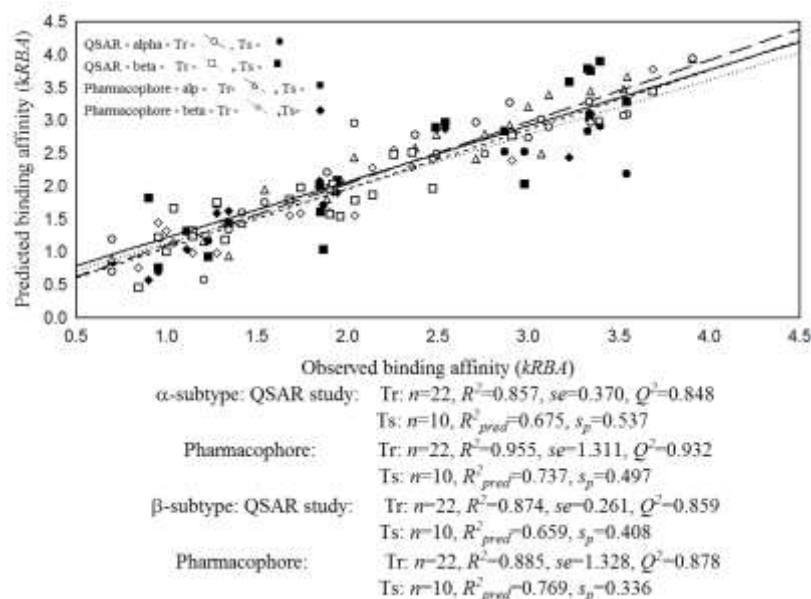 4.5
4.0
3.5
3.0
2.5
2.0
1.5
1.0
0.5
0.0
Predicted binding affinity (kRBA)
QSAR - alpha - Tr - , Ts -
QSAR - beta - Tr - , Ts -
Pharmacophore - alp - Tr- , Ts -
Pharmacophore - beta - Tr - , Ts-
0.5 1.0 1.5 2.0 2.5 3.0 3.5 4.0 4.5
Observed binding affinity (kRBA)
α-subtype: QSAR study: Tr: n=22, R²=0.857, se=0.370, Q²=0.848
Ts: n=10, R²pred=0.675, sp=0.537
Pharmacophore: Tr: n=22, R²=0.955, se=1.311, Q²=0.932
Ts: n=10, R²pred=0.737, sp=0.497
β-subtype: QSAR study: Tr: n=22, R²=0.874, se=0.261, Q²=0.859
Ts: n=10, R²pred=0.659, sp=0.408
Pharmacophore: Tr: n=22, R²=0.885, se=1.328, Q²=0.878
Ts: n=10, R²pred=0.769, sp=0.336